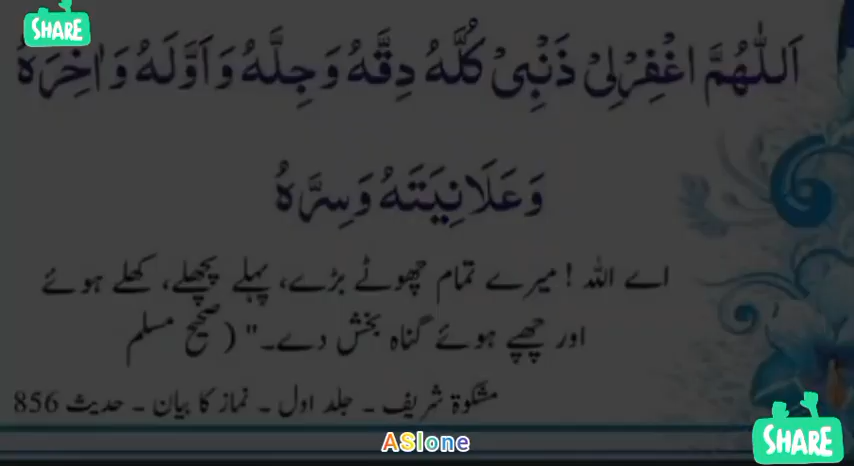 SHARE
اَللّٰهُمَّ اغْفِرْلِیْ ذَنْۢبِیْ کُلَّهُ دِقَّهُ وَجِلَّهُ وَاَوَّلَهُ وَاٰخِرَهُ
وَعَلَانِیَتَهُ وَسِرَّهُ
اے اللہ ! میرے تمام چھوٹے بڑے، پہلے پچھلے، کھلے ہوئے
اور چھپے ہوئے گناہ بخش دے۔" (صحیح مسلم
مشکوۃ شریف ۔ جلد اول ۔ نماز کا بیان ۔ حدیث 856
ASlone
SHARE